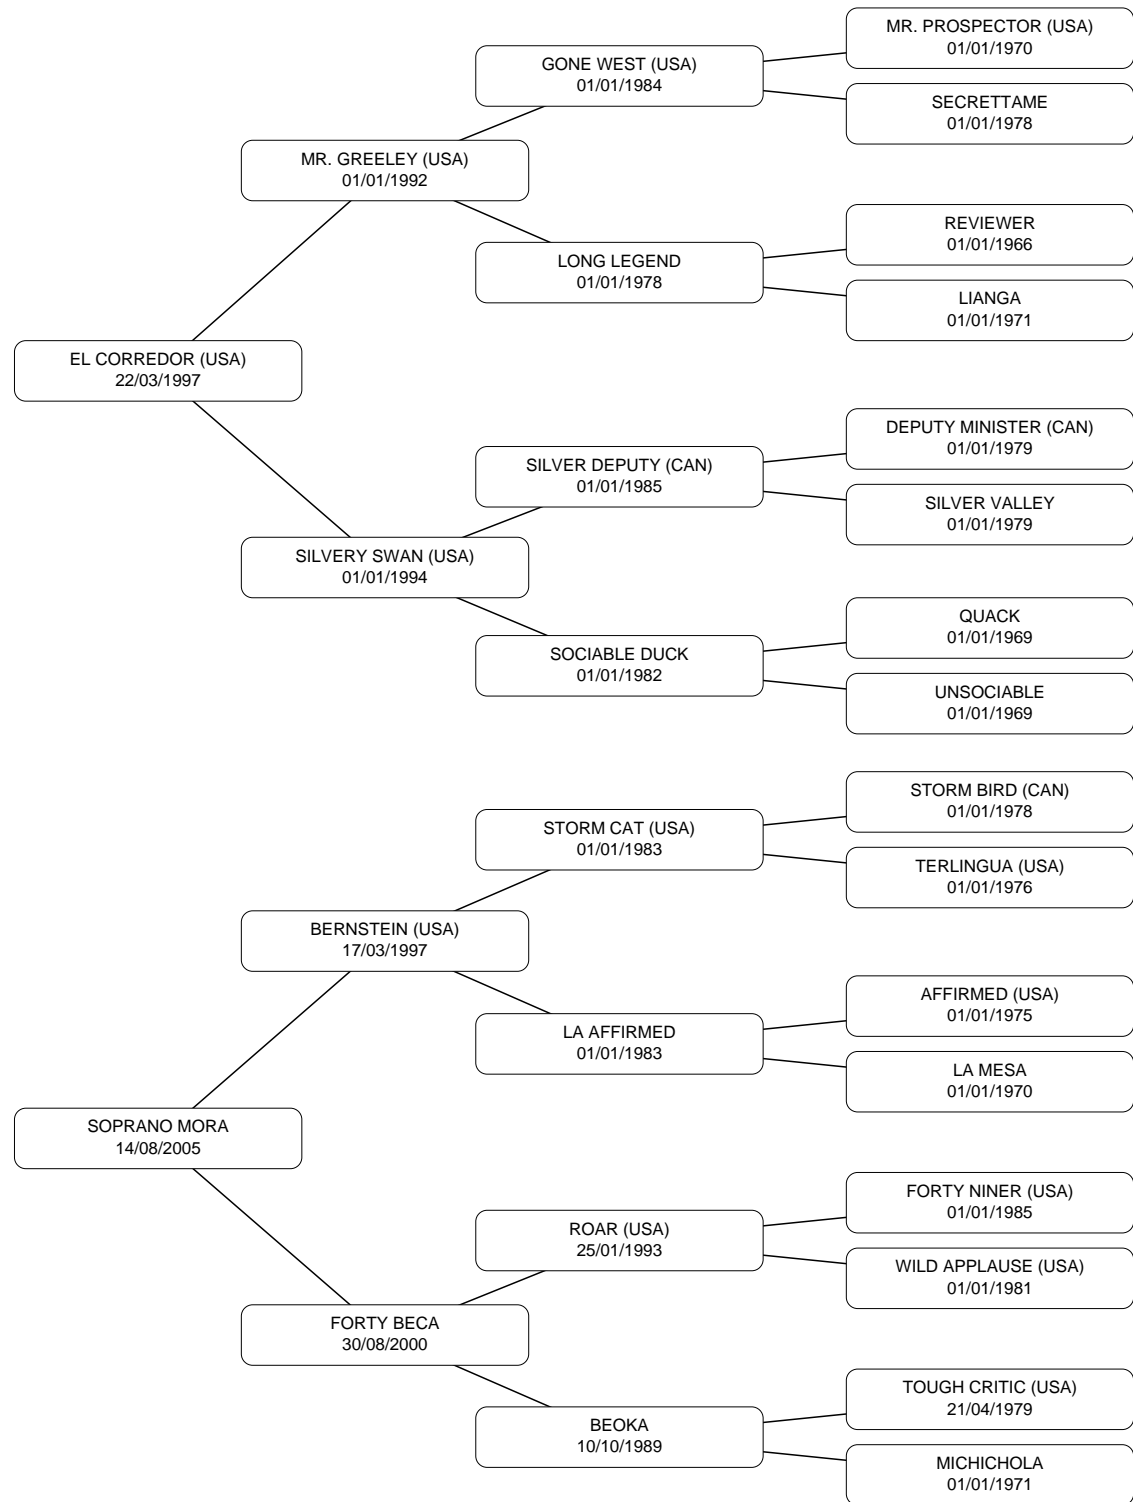 MR. PROSPECTOR (USA)
01/01/1970
GONE WEST (USA)
01/01/1984
SECRETTAME
01/01/1978
MR. GREELEY (USA)
01/01/1992
REVIEWER
01/01/1966
LONG LEGEND
01/01/1978
LIANGA
01/01/1971
EL CORREDOR (USA)
22/03/1997
DEPUTY MINISTER (CAN)
01/01/1979
SILVER DEPUTY (CAN)
01/01/1985
SILVER VALLEY
01/01/1979
SILVERY SWAN (USA)
01/01/1994
QUACK
01/01/1969
SOCIABLE DUCK
01/01/1982
UNSOCIABLE
01/01/1969
STORM BIRD (CAN)
01/01/1978
STORM CAT (USA)
01/01/1983
TERLINGUA (USA)
01/01/1976
BERNSTEIN (USA)
17/03/1997
AFFIRMED (USA)
01/01/1975
LA AFFIRMED
01/01/1983
LA MESA
01/01/1970
SOPRANO MORA
14/08/2005
FORTY NINER (USA)
01/01/1985
ROAR (USA)
25/01/1993
WILD APPLAUSE (USA)
01/01/1981
FORTY BECA
30/08/2000
TOUGH CRITIC (USA)
21/04/1979
BEOKA
10/10/1989
MICHICHOLA
01/01/1971